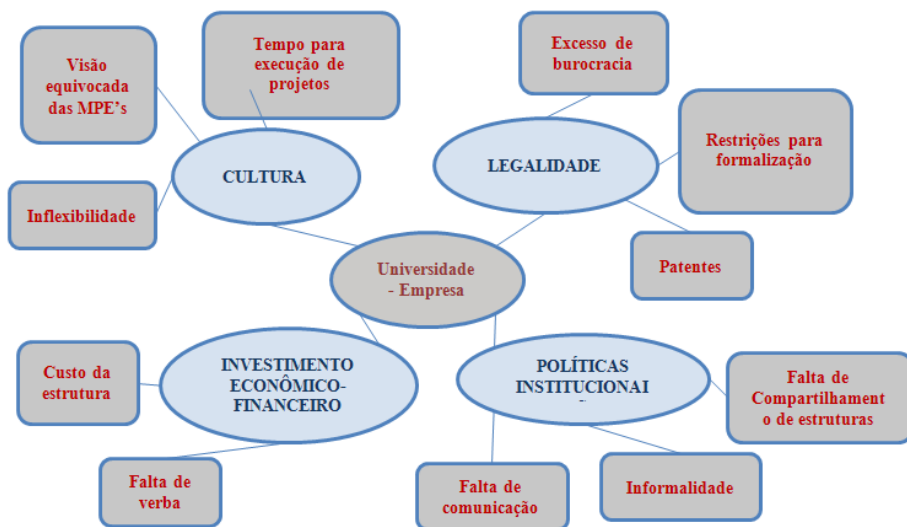 Visão
equivocada
das MPE's
Tempo para
execução de
projetos
Inflexibilidade
CULTURA
Excesso de
burocracia
LEGALIDADE
Restrições para
formalização
Patentes
Universidade
- Empresa
Custo da
estrutura
INVESTIMENTO
ECONÔMICO-
FINANCEIRO
Falta de
verba
POLÍTICAS
INSTITUCIONAI
Falta de
Compartilhament
o de estruturas
Falta de
comunicação
Informalidade